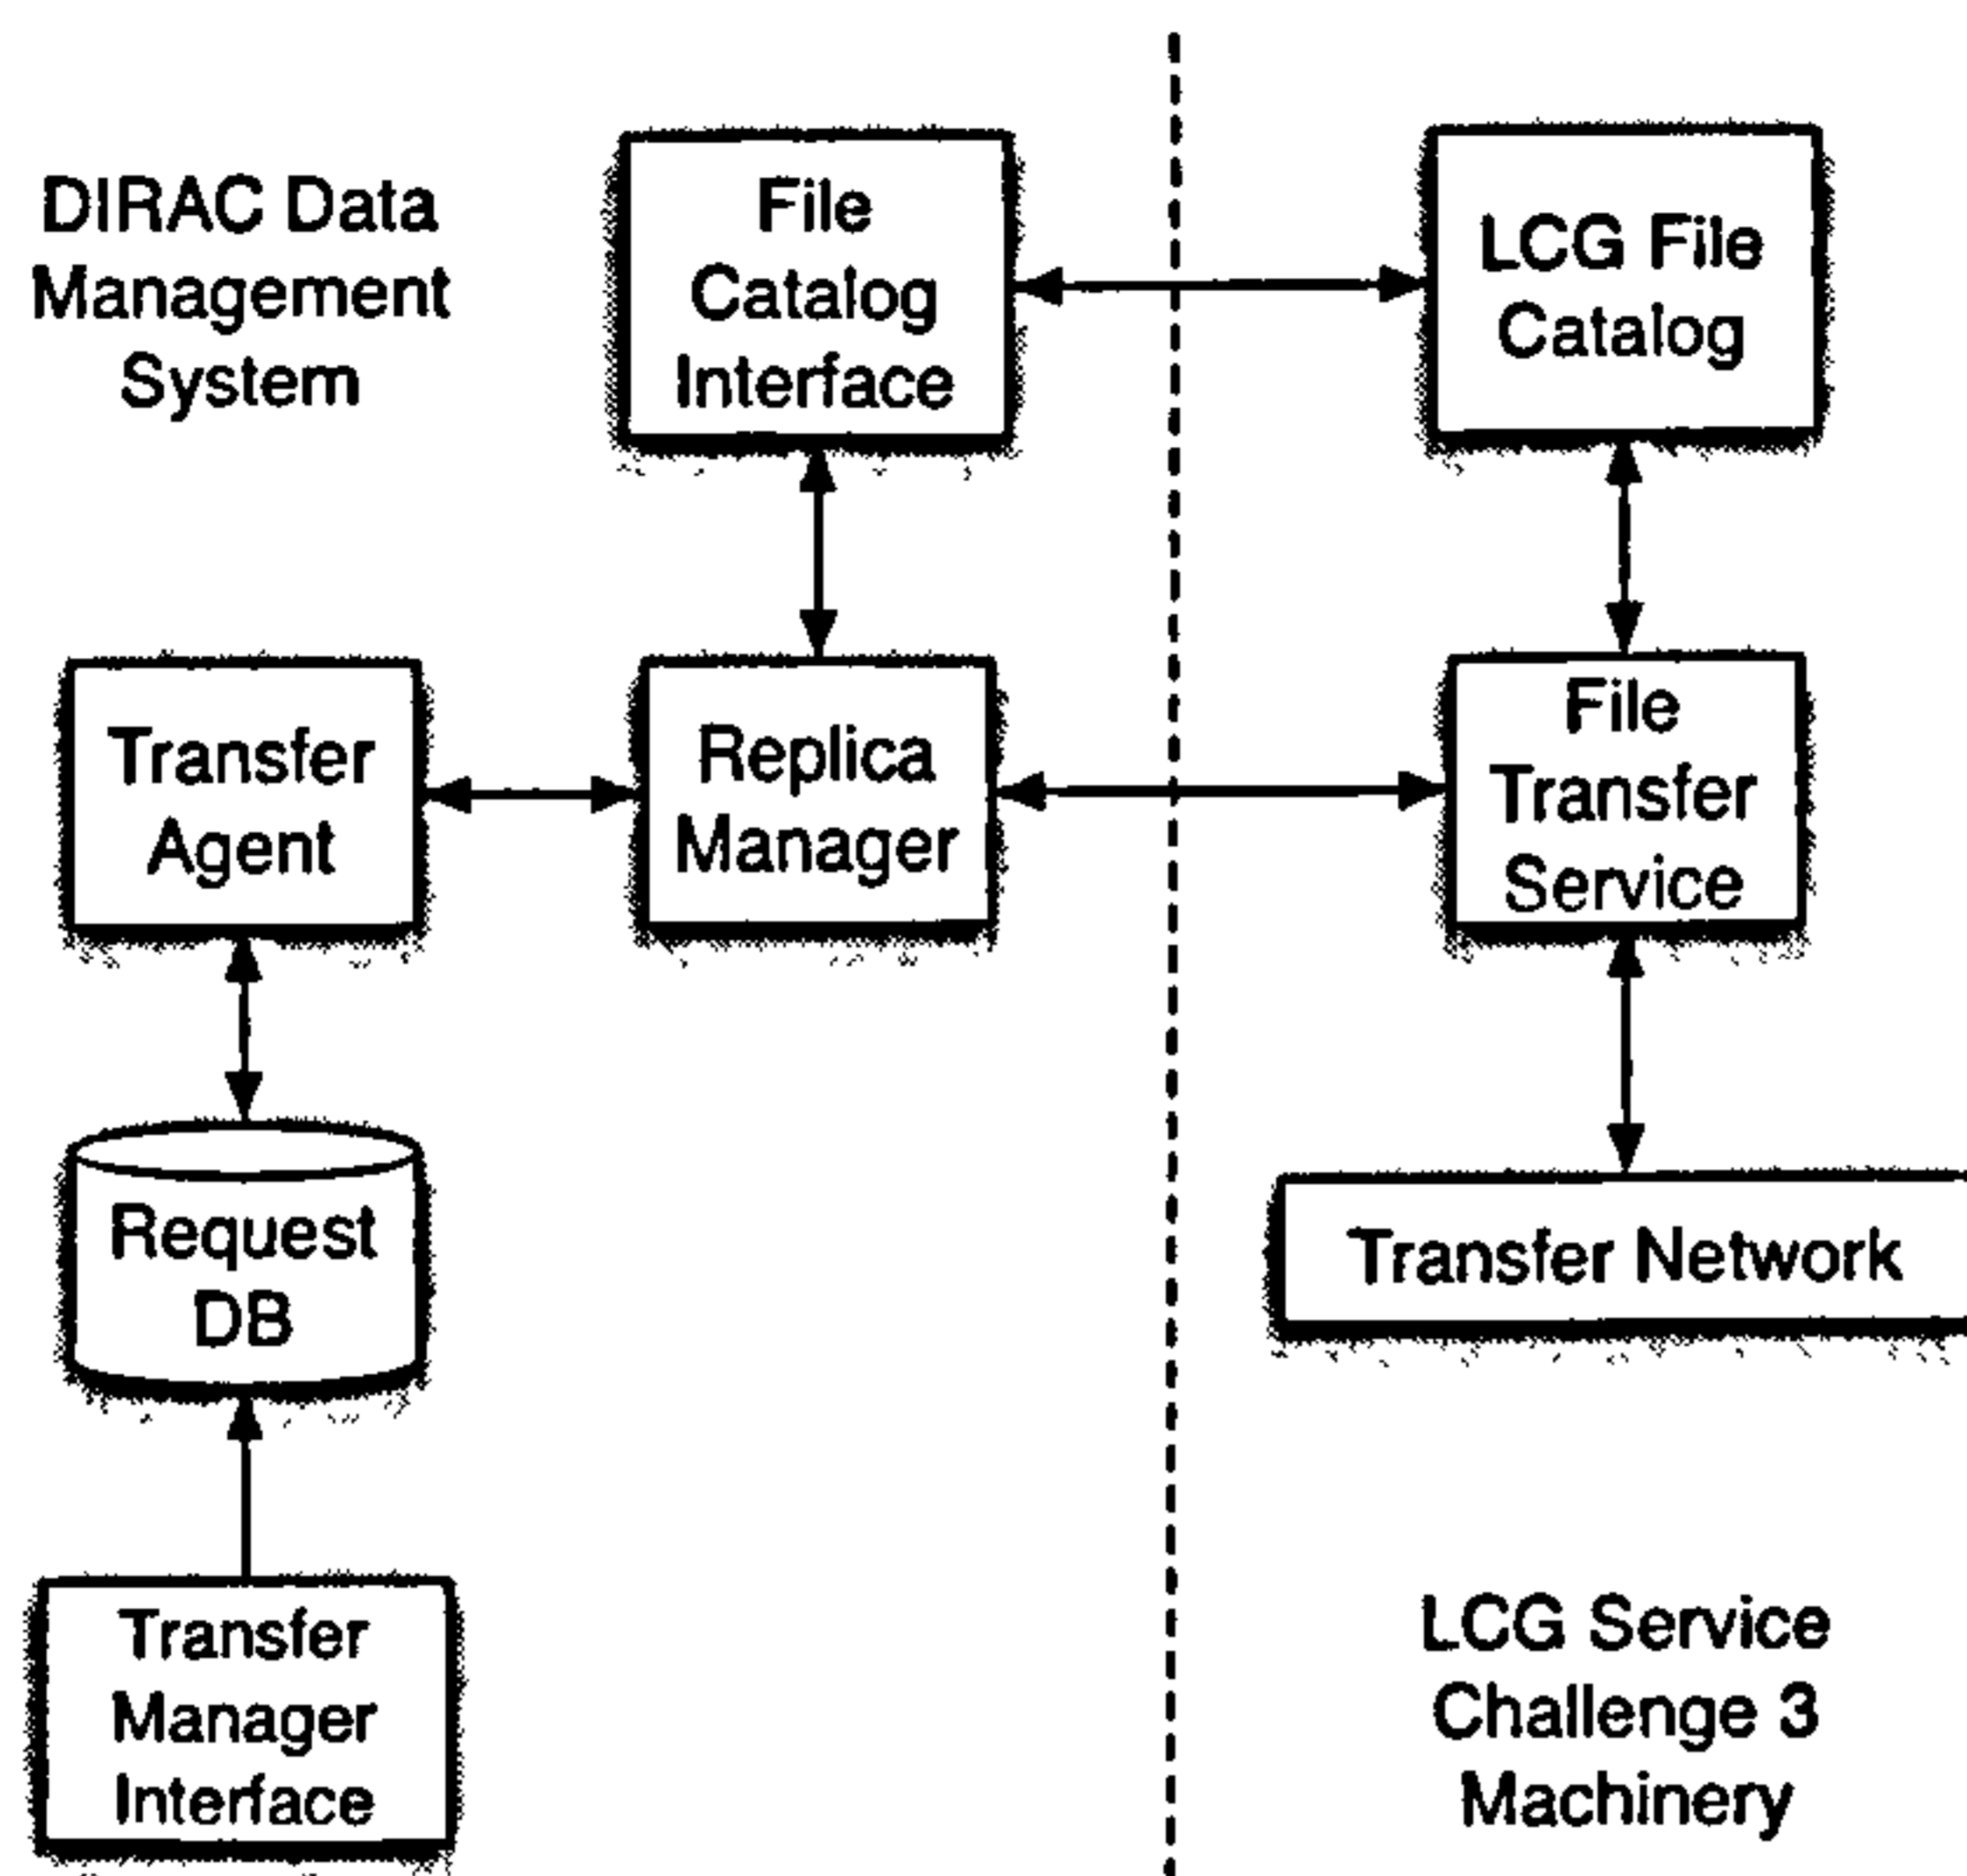 DIRAC Data
Management
System
File
Catalog
Interface
LCG File
Catalog
Transfer
Agent
Replica
Manager
File
Transfer
Service
Request
DB
Transfer Network
Transfer
Manager
Interface
LCG Service
Challenge 3
Machinery